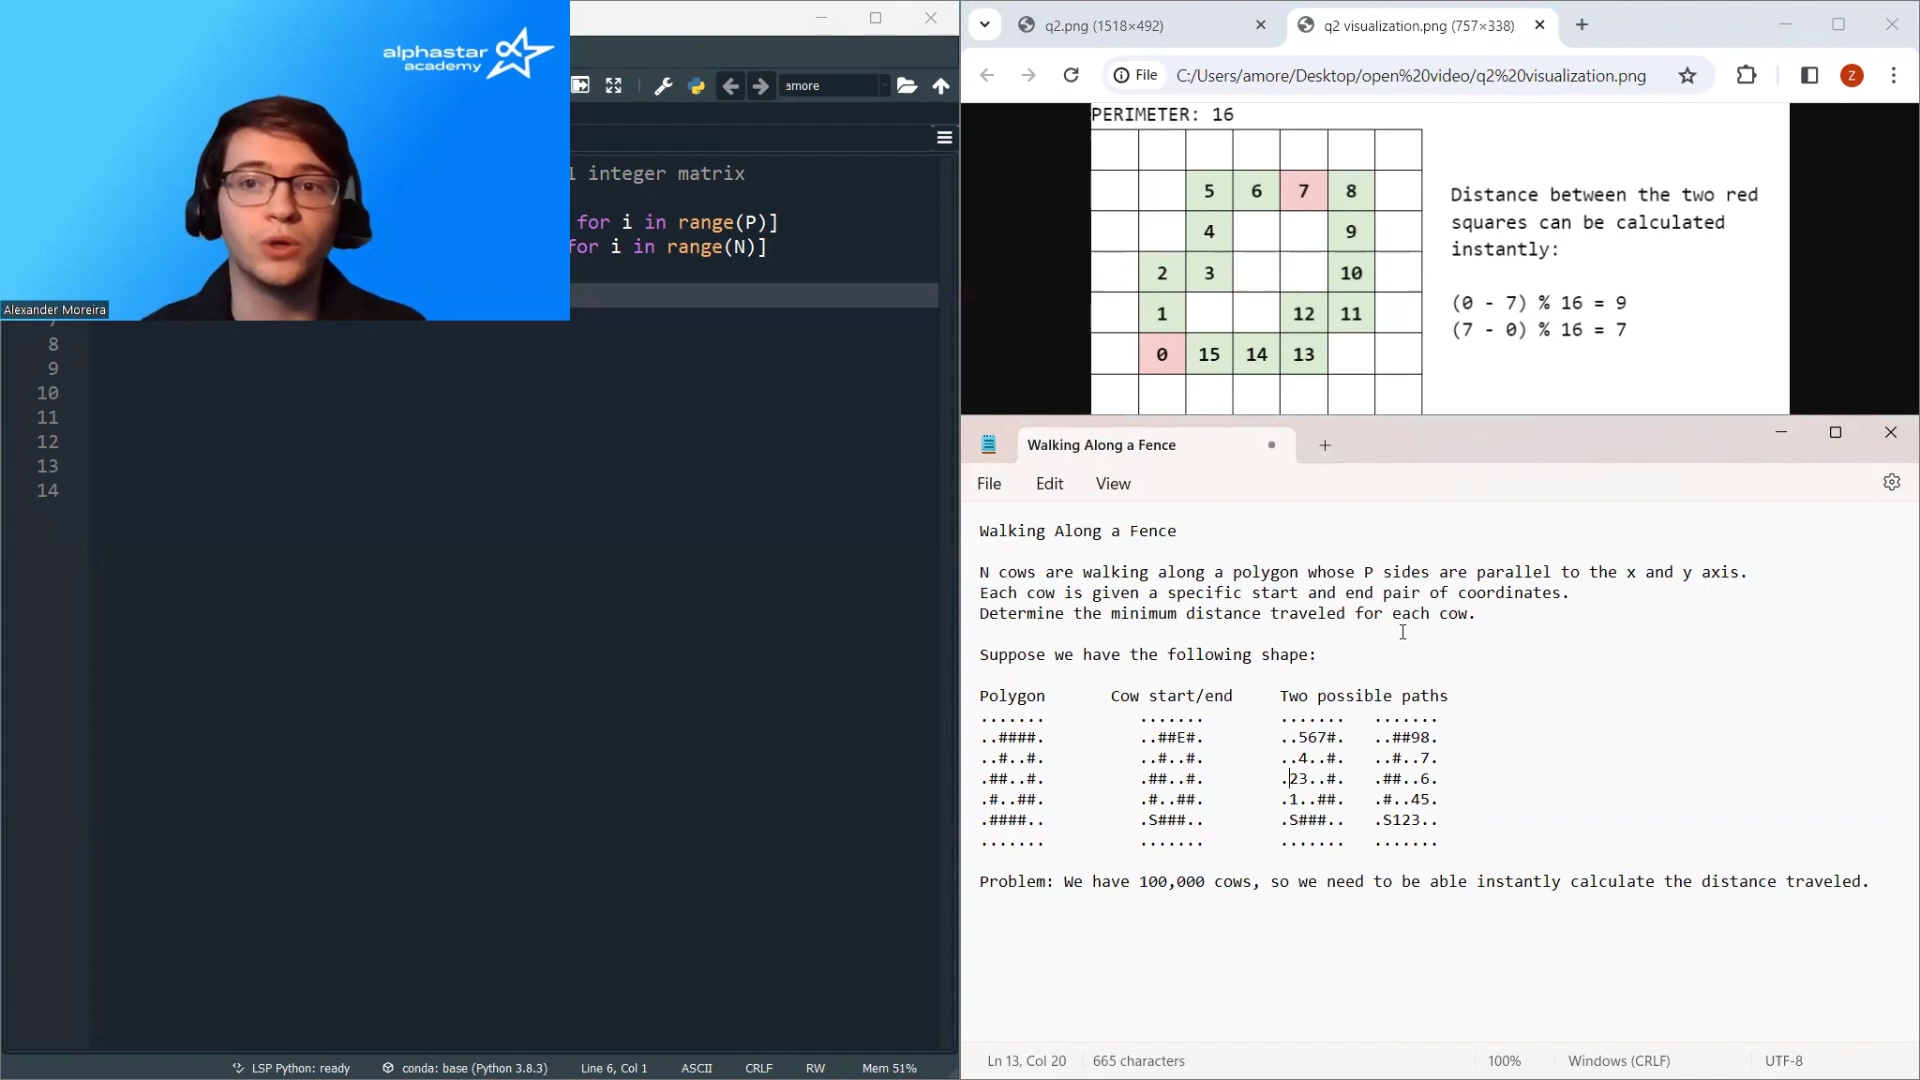 alphastar
academy
Alexander Moreira
amore
l integer matrix
for i in range(P)]
for i in range(N)]
8
9
10
11
12
13
14
LSP Python: ready
conda: base (Python 3.8.3)
Line 6, Col 1
ASCII
CRLF
RW
Mem 51%
q2.png (1518×492)
q2 visualization.png (757×338)
File
C:/Users/amore/Desktop/open%20video/q2%20visualization.png
Z
PERIMETER: 16
5 6 7 8
4 9
2 3 10
1 12 11
0 15 14 13
Distance between the two red
squares can be calculated
instantly:
(0 - 7) % 16 = 9
(7 - 0) % 16 = 7
Walking Along a Fence
File Edit View
Walking Along a Fence
N cows are walking along a polygon whose P sides are parallel to the x and y axis.
Each cow is given a specific start and end pair of coordinates.
Determine the minimum distance traveled for each cow.
Suppose we have the following shape:
Polygon Cow start/end Two possible paths
....... ....... ....... .......
..####. ..##E#. ..567#. ..##98.
..#..#. ..#..#. ..4..#. ..#..7.
.##..#. .##..#. .23..#. .##..6.
.#..##. .#..##. .1..##. .#..45.
.####.. .S###.. .S###.. .S123..
....... ....... ....... .......
Problem: We have 100,000 cows, so we need to be able instantly calculate the distance traveled.
Ln 13, Col 20
665 characters
100%
Windows (CRLF)
UTF-8